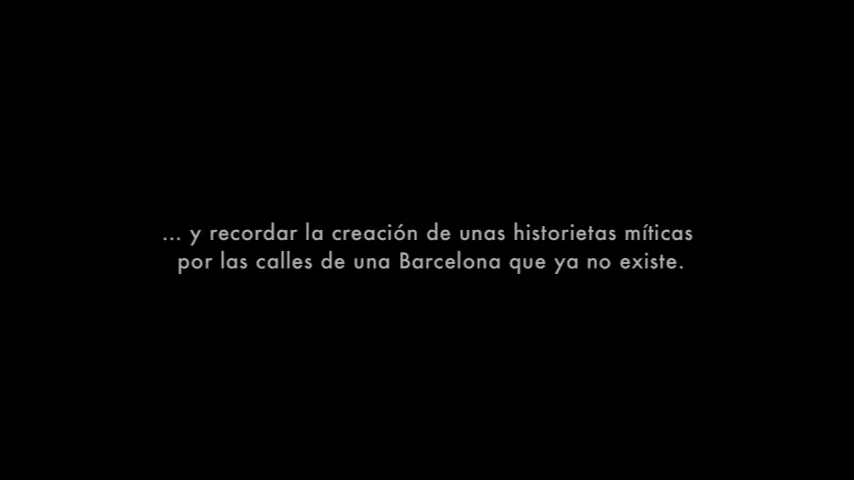 ... y recordar la creación de unas historietas míticas
por las calles de una Barcelona que ya no existe.